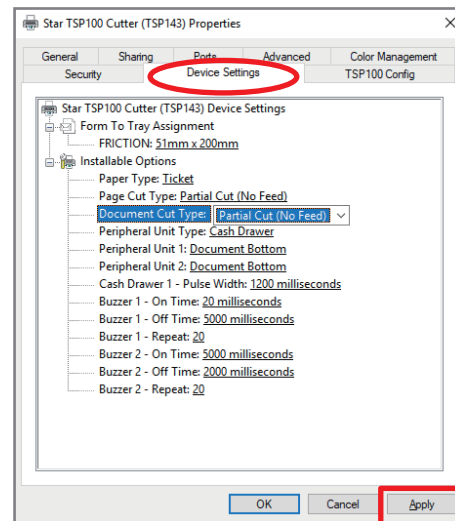 Star TSP100 Cutter (TSP143) Properties
General Sharing Ports Advanced Color Management
Security Device Settings TSP100 Config
Star TSP100 Cutter (TSP143) Device Settings
Form To Tray Assignment
FRICTION: 51mm x 200mm
Installable Options
Paper Type: Ticket
Page Cut Type: Partial Cut (No Feed)
Document Cut Type: Partial Cut (No Feed)
Peripheral Unit Type: Cash Drawer
Peripheral Unit 1: Document Bottom
Peripheral Unit 2: Document Bottom
Cash Drawer 1 - Pulse Width: 1200 milliseconds
Buzzer 1 - On Time: 20 milliseconds
Buzzer 1 - Off Time: 5000 milliseconds
Buzzer 1 - Repeat: 20
Buzzer 2 - On Time: 5000 milliseconds
Buzzer 2 - Off Time: 2000 milliseconds
Buzzer 2 - Repeat: 20
OK Cancel Apply